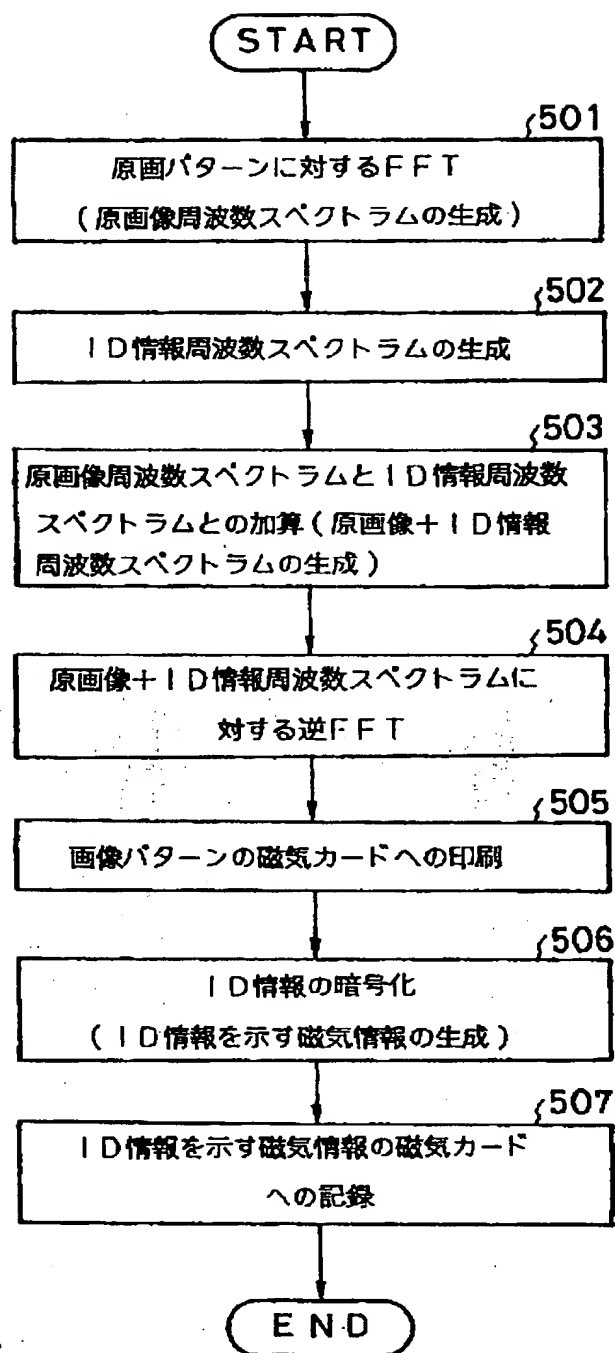 START
501
原画パターンに対するFFT
(原画像周波数スペクトラムの生成)
502
ID情報周波数スペクトラムの生成
503
原画像周波数スペクトラムとID情報周波数
スペクトラムとの加算(原画像+ID情報
周波数スペクトラムの生成)
504
原画像+ID情報周波数スペクトラムに
対する逆FFT
505
画像パターンの磁気カードへの印刷
506
ID情報の暗号化
(ID情報を示す磁気情報の生成)
507
ID情報を示す磁気情報の磁気カード
への記録
END